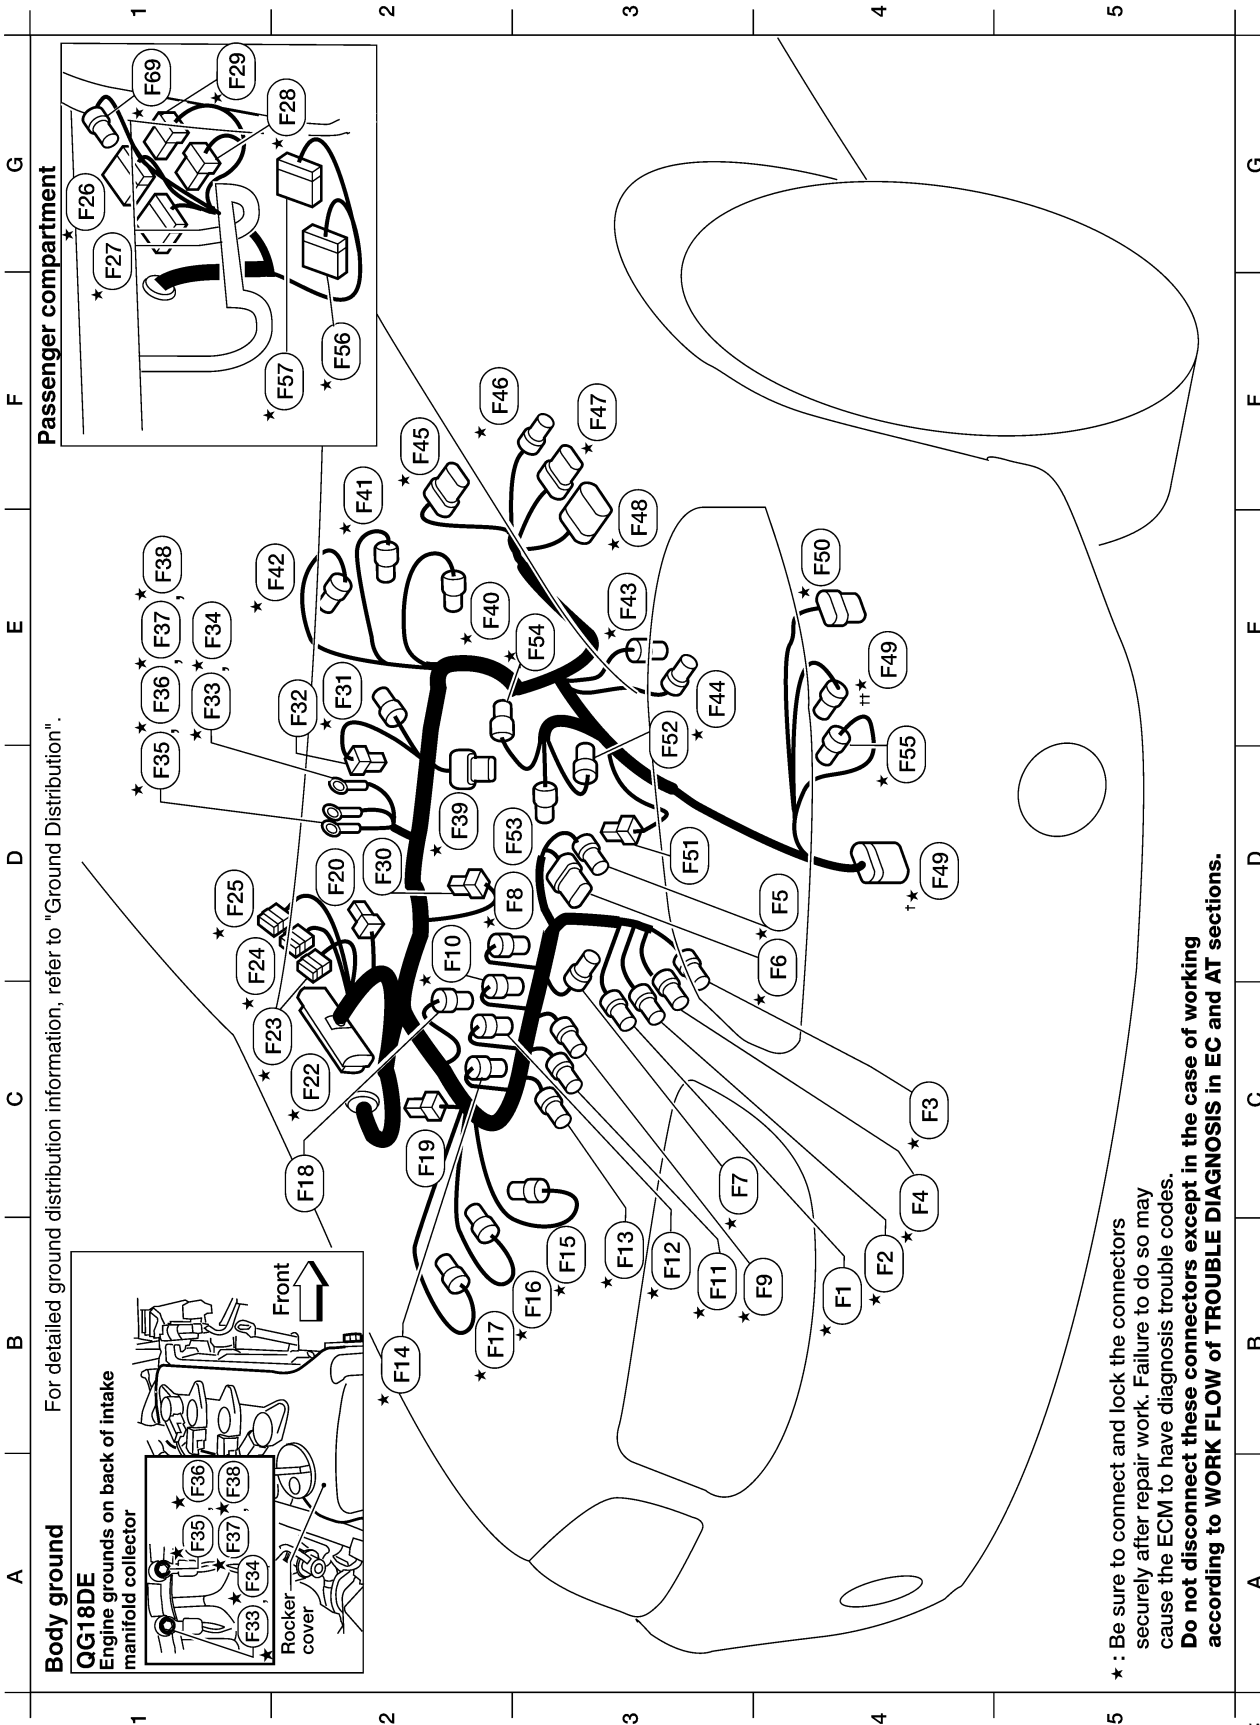 1
2
3
4
5
A
B
C
D
E
F
G
Body ground
For detailed ground distribution information, refer to "Ground Distribution".
QG18DE
Engine grounds on back of intake
manifold collector
F33 ★, F34 ★
F35 ★, F36 ★
F37 ★, F38 ★
Rocker
cover
Front
Passenger compartment
★ F26
★ F27
★ F69
★ F29
★ F28
★ F57
★ F56
★ F35, ★ F36, ★ F37, ★ F38,
★ F33, ★ F34
F32
★ F31
★ F42
★ F41
★ F45
★ F46
★ F47
★ F48
★ F40
★ F54
★ F43
★ F44
F52
★ F50
††★ F49
★ F55
†★ F49
★ F25
★ F24
★ F23
★ F22
F20
F30
★ F39
F53
★ F8
★ F10
F51
★ F5
★ F6
F18
F19
★ F14
★ F17
★ F16
★ F15
★ F13
★ F12
★ F11
★ F9
★ F7
★ F1
★ F2
★ F4
★ F3
★ : Be sure to connect and lock the connectors
securely after repair work. Failure to do so may
cause the ECM to have diagnosis trouble codes.
Do not disconnect these connectors except in the case of working
according to WORK FLOW of TROUBLE DIAGNOSIS in EC and AT sections.
A
B
C
D
E
F
G
1
2
3
4
5